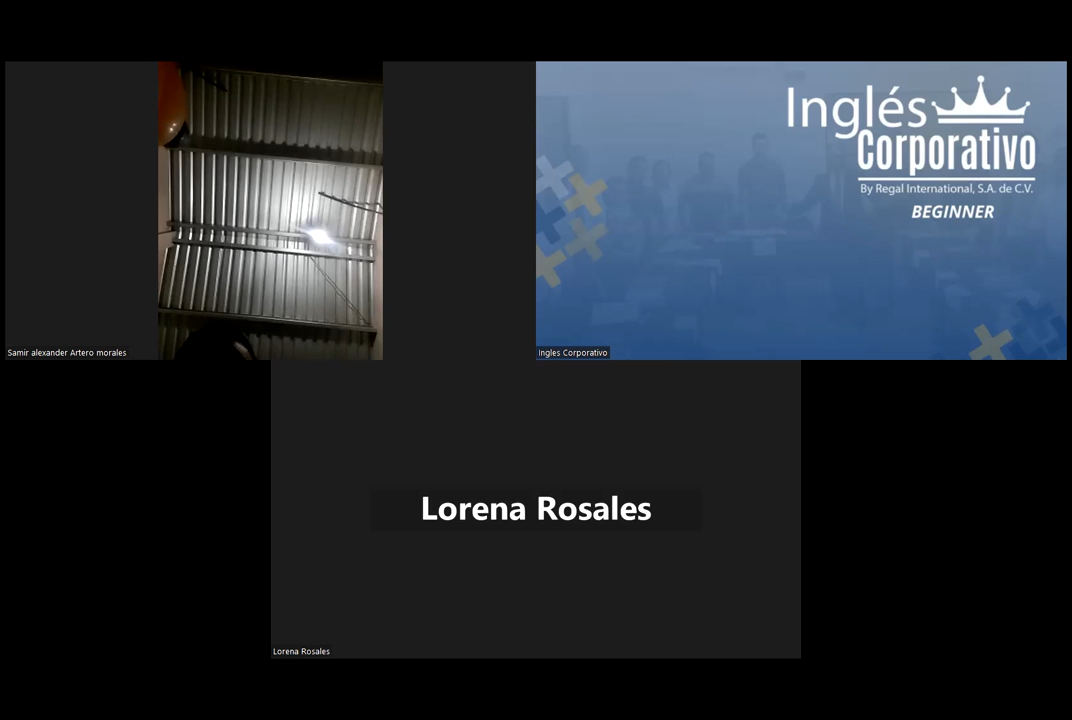 Inglés
Corporativo
By Regal International, S.A. de C.V.
BEGINNER
Samir alexander Artero morales
Ingles Corporativo
Lorena Rosales
Lorena Rosales